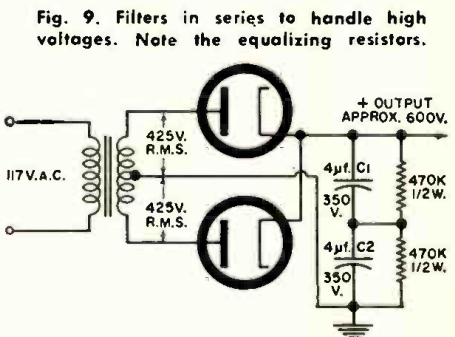 Fig. 9. Filters in series to handle high
voltages. Note the equalizing resistors.
+ OUTPUT
APPROX. 600V.
425V.
R.M.S.
117V.A.C.
4µf. C1
350
V.
470K
1/2W.
425V.
R.M.S.
4µf. C2
350
V.
470K
1/2W.